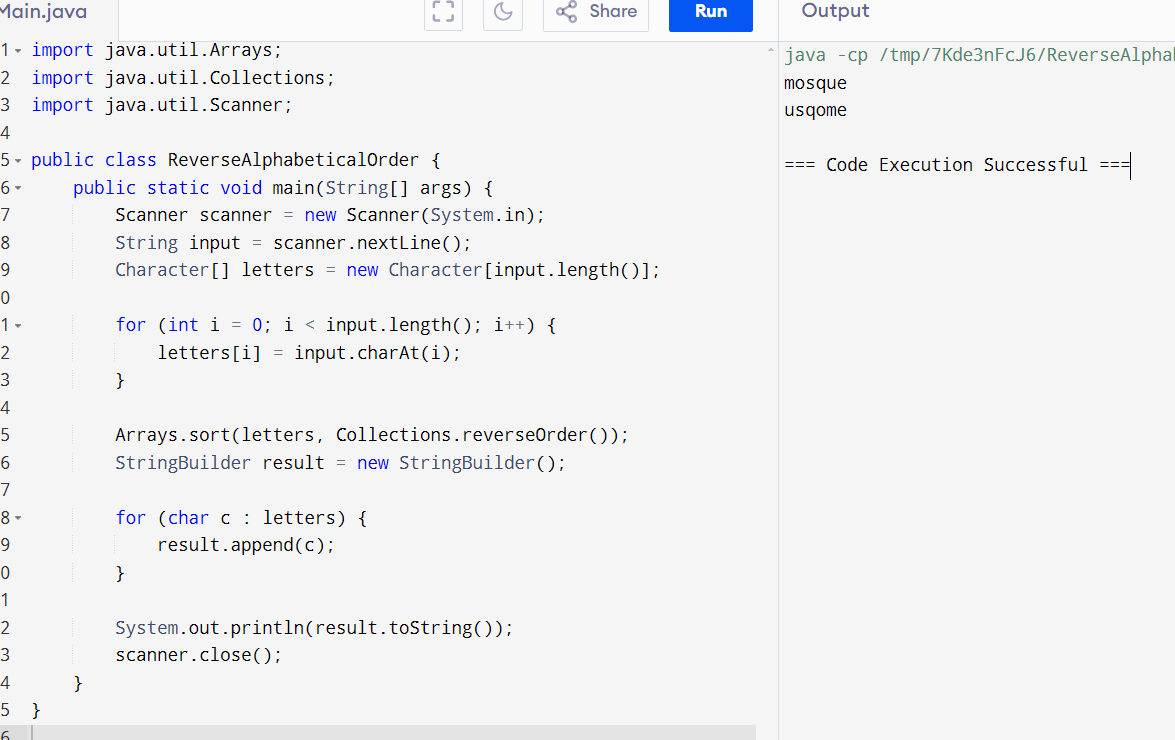 Main.java
Share
Run
Output
1 import java.util.Arrays;
2 import java.util.Collections;
3 import java.util.Scanner;
4
5 public class ReverseAlphabeticalOrder {
6 public static void main(String[] args) {
7 Scanner scanner = new Scanner(System.in);
8 String input = scanner.nextLine();
9 Character[] letters = new Character[input.length()];
0
1 for (int i = 0; i < input.length(); i++) {
2 letters[i] = input.charAt(i);
3 }
4
5 Arrays.sort(letters, Collections.reverseOrder());
6 StringBuilder result = new StringBuilder();
7
8 for (char c : letters) {
9 result.append(c);
0 }
1
2 System.out.println(result.toString());
3 scanner.close();
4 }
5 }
6
java -cp /tmp/7Kde3nFcJ6/ReverseAlphal
mosque
usqome
=== Code Execution Successful ===